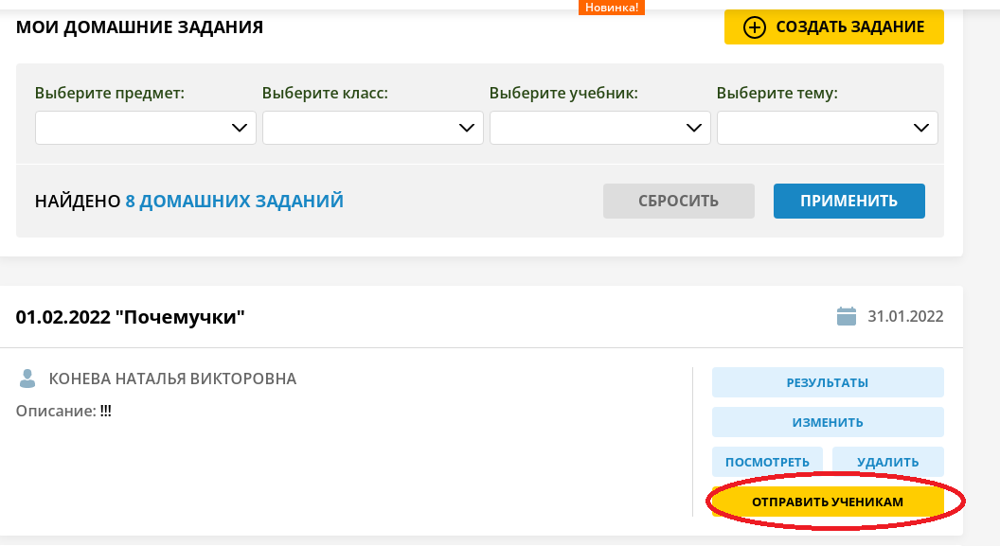 Новинка!
МОИ ДОМАШНИЕ ЗАДАНИЯ
СОЗДАТЬ ЗАДАНИЕ
Выберите предмет: Выберите класс: Выберите учебник: Выберите тему:
НАЙДЕНО 8 ДОМАШНИХ ЗАДАНИЙ
СБРОСИТЬ
ПРИМЕНИТЬ
01.02.2022 "Почемучки"
31.01.2022
КОНЕВА НАТАЛЬЯ ВИКТОРОВНА
Описание: !!!
РЕЗУЛЬТАТЫ
ИЗМЕНИТЬ
ПОСМОТРЕТЬ
УДАЛИТЬ
ОТПРАВИТЬ УЧЕНИКАМ